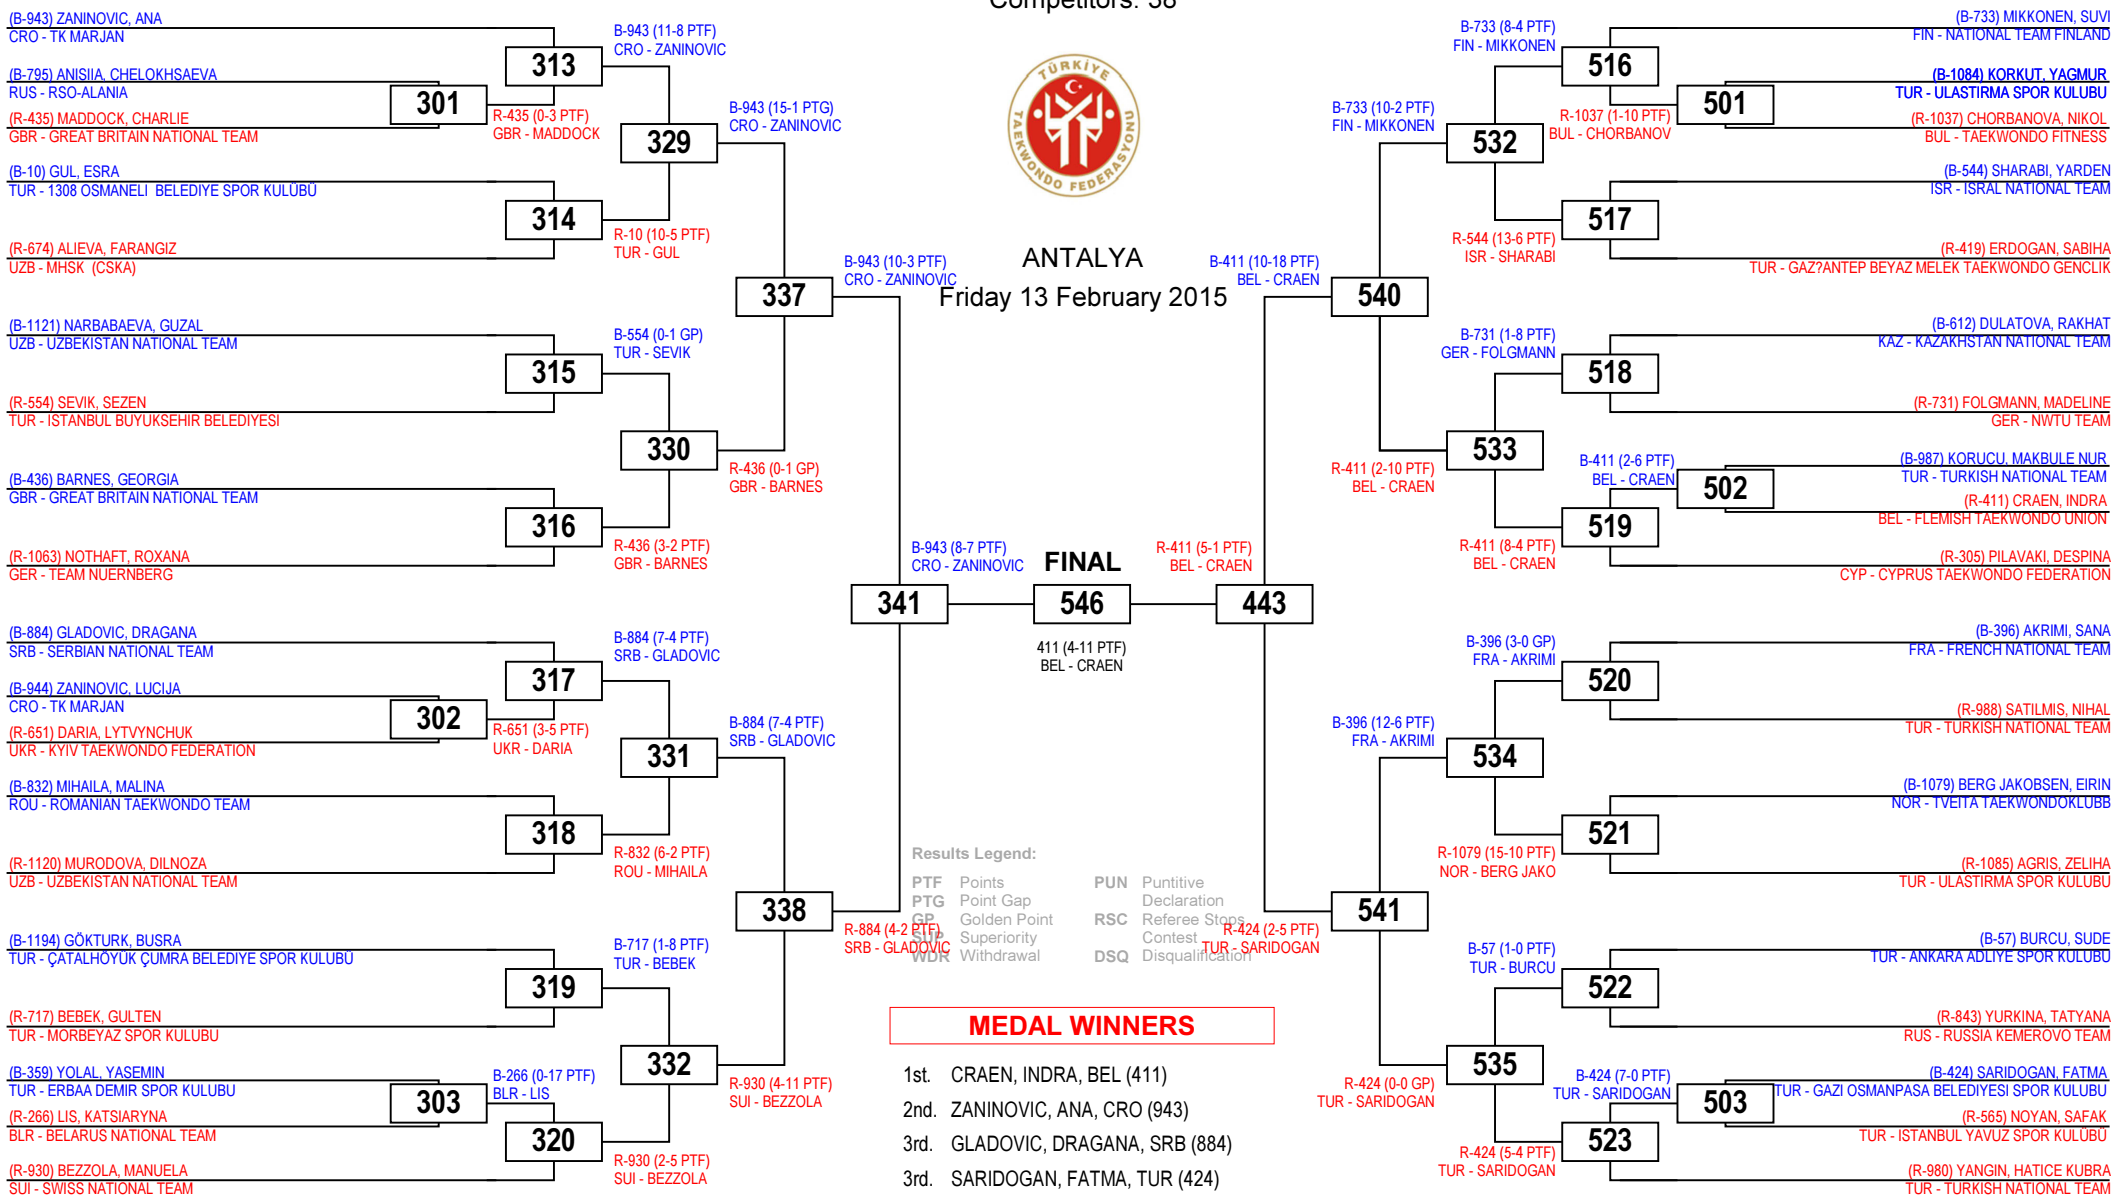 Competitors: 38
TÜRKİYE TAEKWONDO FEDERASYONU
ANTALYA
Friday 13 February 2015
(B-943) ZANINOVIC, ANA
CRO - TK MARJAN
(B-795) ANISIIA, CHELOKHSAEVA
RUS - RSO-ALANIA
(R-435) MADDOCK, CHARLIE
GBR - GREAT BRITAIN NATIONAL TEAM
(B-10) GUL, ESRA
TUR - 1308 OSMANELI BELEDIYE SPOR KULÜBÜ
(R-674) ALIEVA, FARANGIZ
UZB - MHSK (CSKA)
(B-1121) NARBABAEVA, GUZAL
UZB - UZBEKISTAN NATIONAL TEAM
(R-554) SEVIK, SEZEN
TUR - ISTANBUL BUYUKSEHIR BELEDIYESI
(B-436) BARNES, GEORGIA
GBR - GREAT BRITAIN NATIONAL TEAM
(R-1063) NOTHAFT, ROXANA
GER - TEAM NUERNBERG
(B-884) GLADOVIC, DRAGANA
SRB - SERBIAN NATIONAL TEAM
(B-944) ZANINOVIC, LUCIJA
CRO - TK MARJAN
(R-651) DARIA, LYTVYNCHUK
UKR - KYIV TAEKWONDO FEDERATION
(B-832) MIHAILA, MALINA
ROU - ROMANIAN TAEKWONDO TEAM
(R-1120) MURODOVA, DILNOZA
UZB - UZBEKISTAN NATIONAL TEAM
(B-1194) GÖKTURK, BUSRA
TUR - ÇATALHÖYÜK ÇUMRA BELEDIYE SPOR KULUBÜ
(R-717) BEBEK, GULTEN
TUR - MORBEYAZ SPOR KULUBU
(B-359) YOLAL, YASEMIN
TUR - ERBAA DEMIR SPOR KULUBU
(R-266) LIS, KATSIARYNA
BLR - BELARUS NATIONAL TEAM
(R-930) BEZZOLA, MANUELA
SUI - SWISS NATIONAL TEAM
301
R-435 (0-3 PTF)
GBR - MADDOCK
302
R-651 (3-5 PTF)
UKR - DARIA
303
B-266 (0-17 PTF)
BLR - LIS
313
B-943 (11-8 PTF)
CRO - ZANINOVIC
314
R-10 (10-5 PTF)
TUR - GUL
315
B-554 (0-1 GP)
TUR - SEVIK
316
R-436 (3-2 PTF)
GBR - BARNES
317
B-884 (7-4 PTF)
SRB - GLADOVIC
318
R-832 (6-2 PTF)
ROU - MIHAILA
319
B-717 (1-8 PTF)
TUR - BEBEK
320
R-930 (2-5 PTF)
SUI - BEZZOLA
329
B-943 (15-1 PTG)
CRO - ZANINOVIC
330
R-436 (0-1 GP)
GBR - BARNES
331
B-884 (7-4 PTF)
SRB - GLADOVIC
332
R-930 (4-11 PTF)
SUI - BEZZOLA
337
B-943 (10-3 PTF)
CRO - ZANINOVIC
338
R-884 (4-2 PTF)
SRB - GLADOVIC
341
B-943 (8-7 PTF)
CRO - ZANINOVIC
FINAL
546
411 (4-11 PTF)
BEL - CRAEN
R-411 (5-1 PTF)
BEL - CRAEN
443
B-411 (10-18 PTF)
BEL - CRAEN
540
R-424 (2-5 PTF)
TUR - SARIDOGAN
541
B-733 (10-2 PTF)
FIN - MIKKONEN
532
R-411 (2-10 PTF)
BEL - CRAEN
533
B-396 (12-6 PTF)
FRA - AKRIMI
534
R-424 (0-0 GP)
TUR - SARIDOGAN
535
B-733 (8-4 PTF)
FIN - MIKKONEN
516
R-544 (13-6 PTF)
ISR - SHARABI
517
B-731 (1-8 PTF)
GER - FOLGMANN
518
R-411 (8-4 PTF)
BEL - CRAEN
519
B-396 (3-0 GP)
FRA - AKRIMI
520
R-1079 (15-10 PTF)
NOR - BERG JAKO
521
B-57 (1-0 PTF)
TUR - BURCU
522
R-424 (5-4 PTF)
TUR - SARIDOGAN
523
R-1037 (1-10 PTF)
BUL - CHORBANOV
501
B-411 (2-6 PTF)
BEL - CRAEN
502
B-424 (7-0 PTF)
TUR - SARIDOGAN
503
(B-733) MIKKONEN, SUVI
FIN - NATIONAL TEAM FINLAND
(B-1084) KORKUT, YAGMUR
TUR - ULASTIRMA SPOR KULUBU
(R-1037) CHORBANOVA, NIKOL
BUL - TAEKWONDO FITNESS
(B-544) SHARABI, YARDEN
ISR - ISRAL NATIONAL TEAM
(R-419) ERDOGAN, SABIHA
TUR - GAZ?ANTEP BEYAZ MELEK TAEKWONDO GENCLIK
(B-612) DULATOVA, RAKHAT
KAZ - KAZAKHSTAN NATIONAL TEAM
(R-731) FOLGMANN, MADELINE
GER - NWTU TEAM
(B-987) KORUCU, MAKBULE NUR
TUR - TURKISH NATIONAL TEAM
(R-411) CRAEN, INDRA
BEL - FLEMISH TAEKWONDO UNION
(R-305) PILAVAKI, DESPINA
CYP - CYPRUS TAEKWONDO FEDERATION
(B-396) AKRIMI, SANA
FRA - FRENCH NATIONAL TEAM
(R-988) SATILMIS, NIHAL
TUR - TURKISH NATIONAL TEAM
(B-1079) BERG JAKOBSEN, EIRIN
NOR - TVEITA TAEKWONDOKLUBB
(R-1085) AGRIS, ZELIHA
TUR - ULASTIRMA SPOR KULUBU
(B-57) BURCU, SUDE
TUR - ANKARA ADLIYE SPOR KULUBU
(R-843) YURKINA, TATYANA
RUS - RUSSIA KEMEROVO TEAM
(B-424) SARIDOGAN, FATMA
TUR - GAZI OSMANPASA BELEDIYESI SPOR KULUBU
(R-565) NOYAN, SAFAK
TUR - ISTANBUL YAVUZ SPOR KULÜBÜ
(R-980) YANGIN, HATICE KUBRA
TUR - TURKISH NATIONAL TEAM
Results Legend:
PTF Points
PTG Point Gap
GP Golden Point
SUP Superiority
WDR Withdrawal
PUN Puntitive
Declaration
RSC Referee Stops
Contest
DSQ Disqualification
MEDAL WINNERS
1st. CRAEN, INDRA, BEL (411)
2nd. ZANINOVIC, ANA, CRO (943)
3rd. GLADOVIC, DRAGANA, SRB (884)
3rd. SARIDOGAN, FATMA, TUR (424)